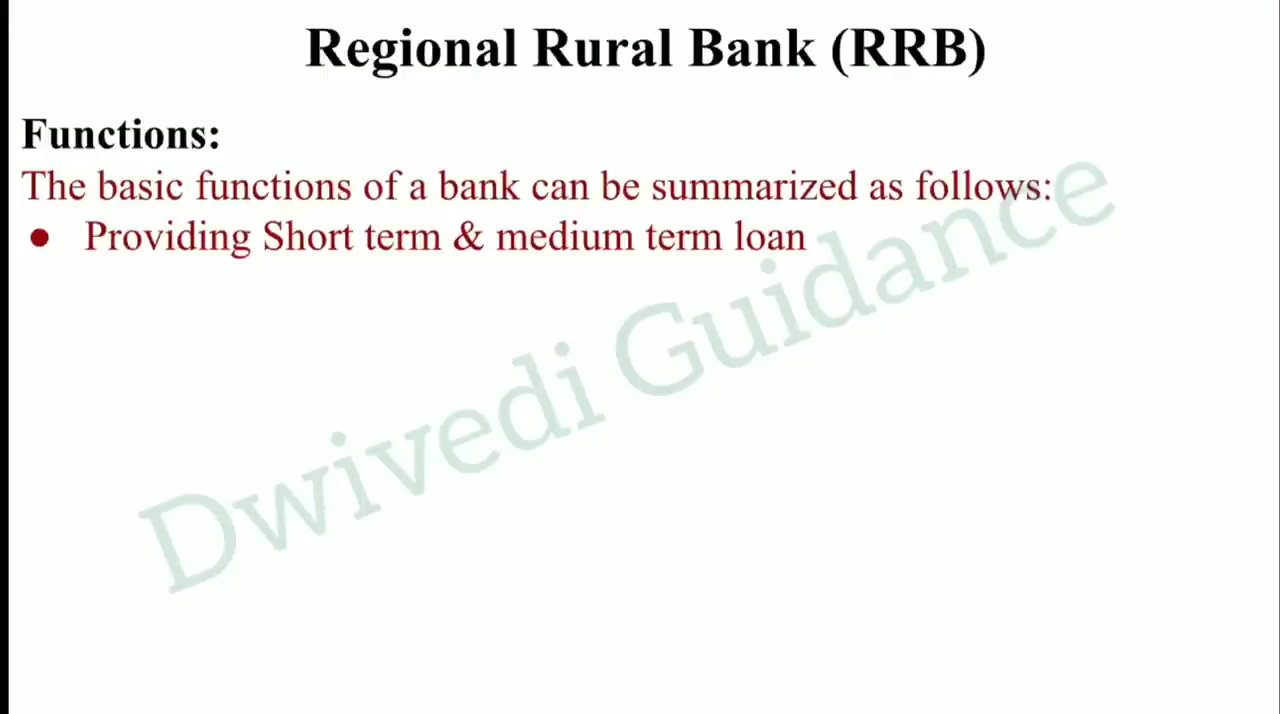 Regional Rural Bank (RRB)
Functions:
The basic functions of a bank can be summarized as follows:
● Providing Short term & medium term loan
Dwivedi Guidance